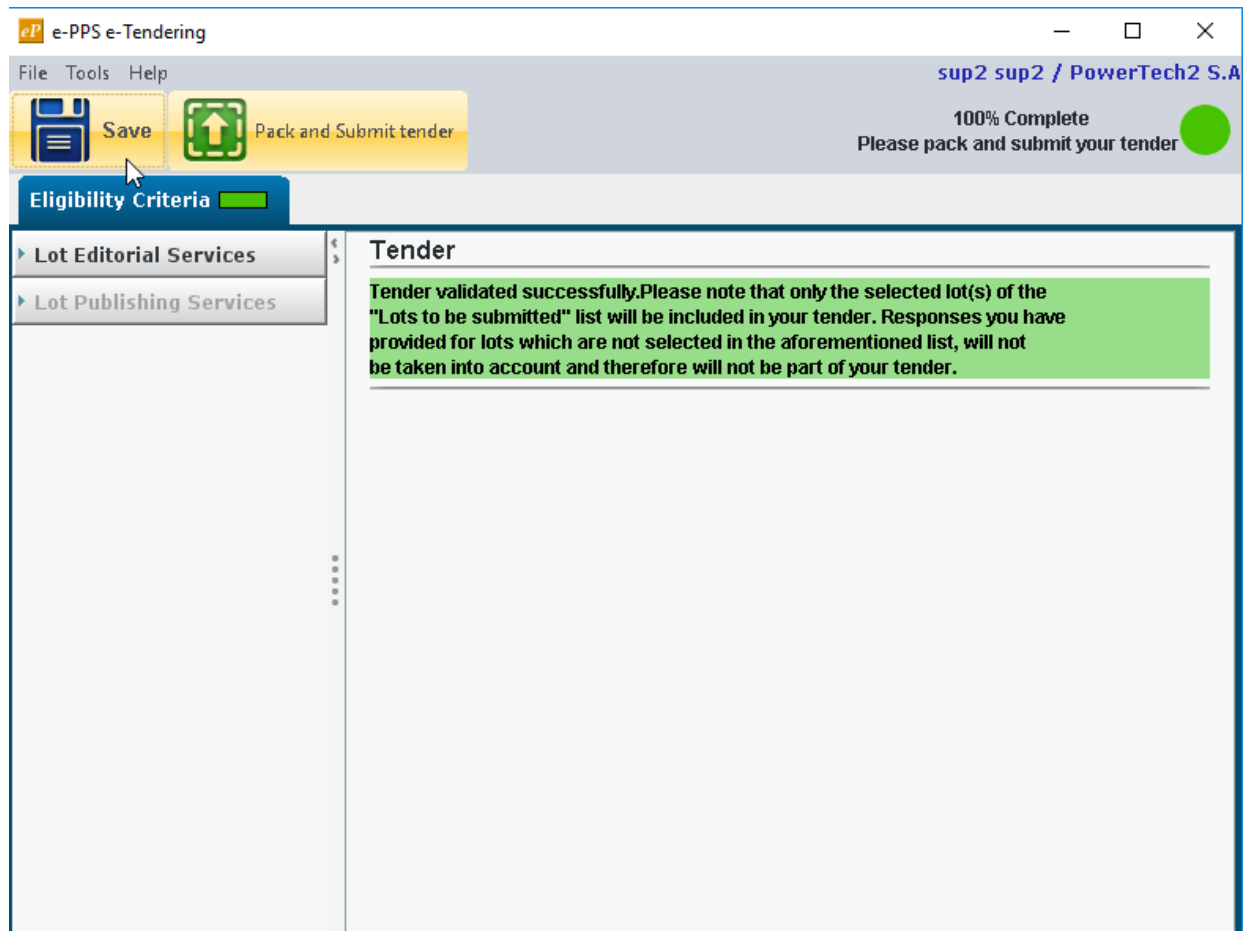 eP e-PPS e-Tendering
File Tools Help
sup2 sup2 / PowerTech2 S.A
Save
Pack and Submit tender
100% Complete
Please pack and submit your tender
Eligibility Criteria
Lot Editorial Services
Lot Publishing Services
Tender
Tender validated successfully.Please note that only the selected lot(s) of the
"Lots to be submitted" list will be included in your tender. Responses you have
provided for lots which are not selected in the aforementioned list, will not
be taken into account and therefore will not be part of your tender.